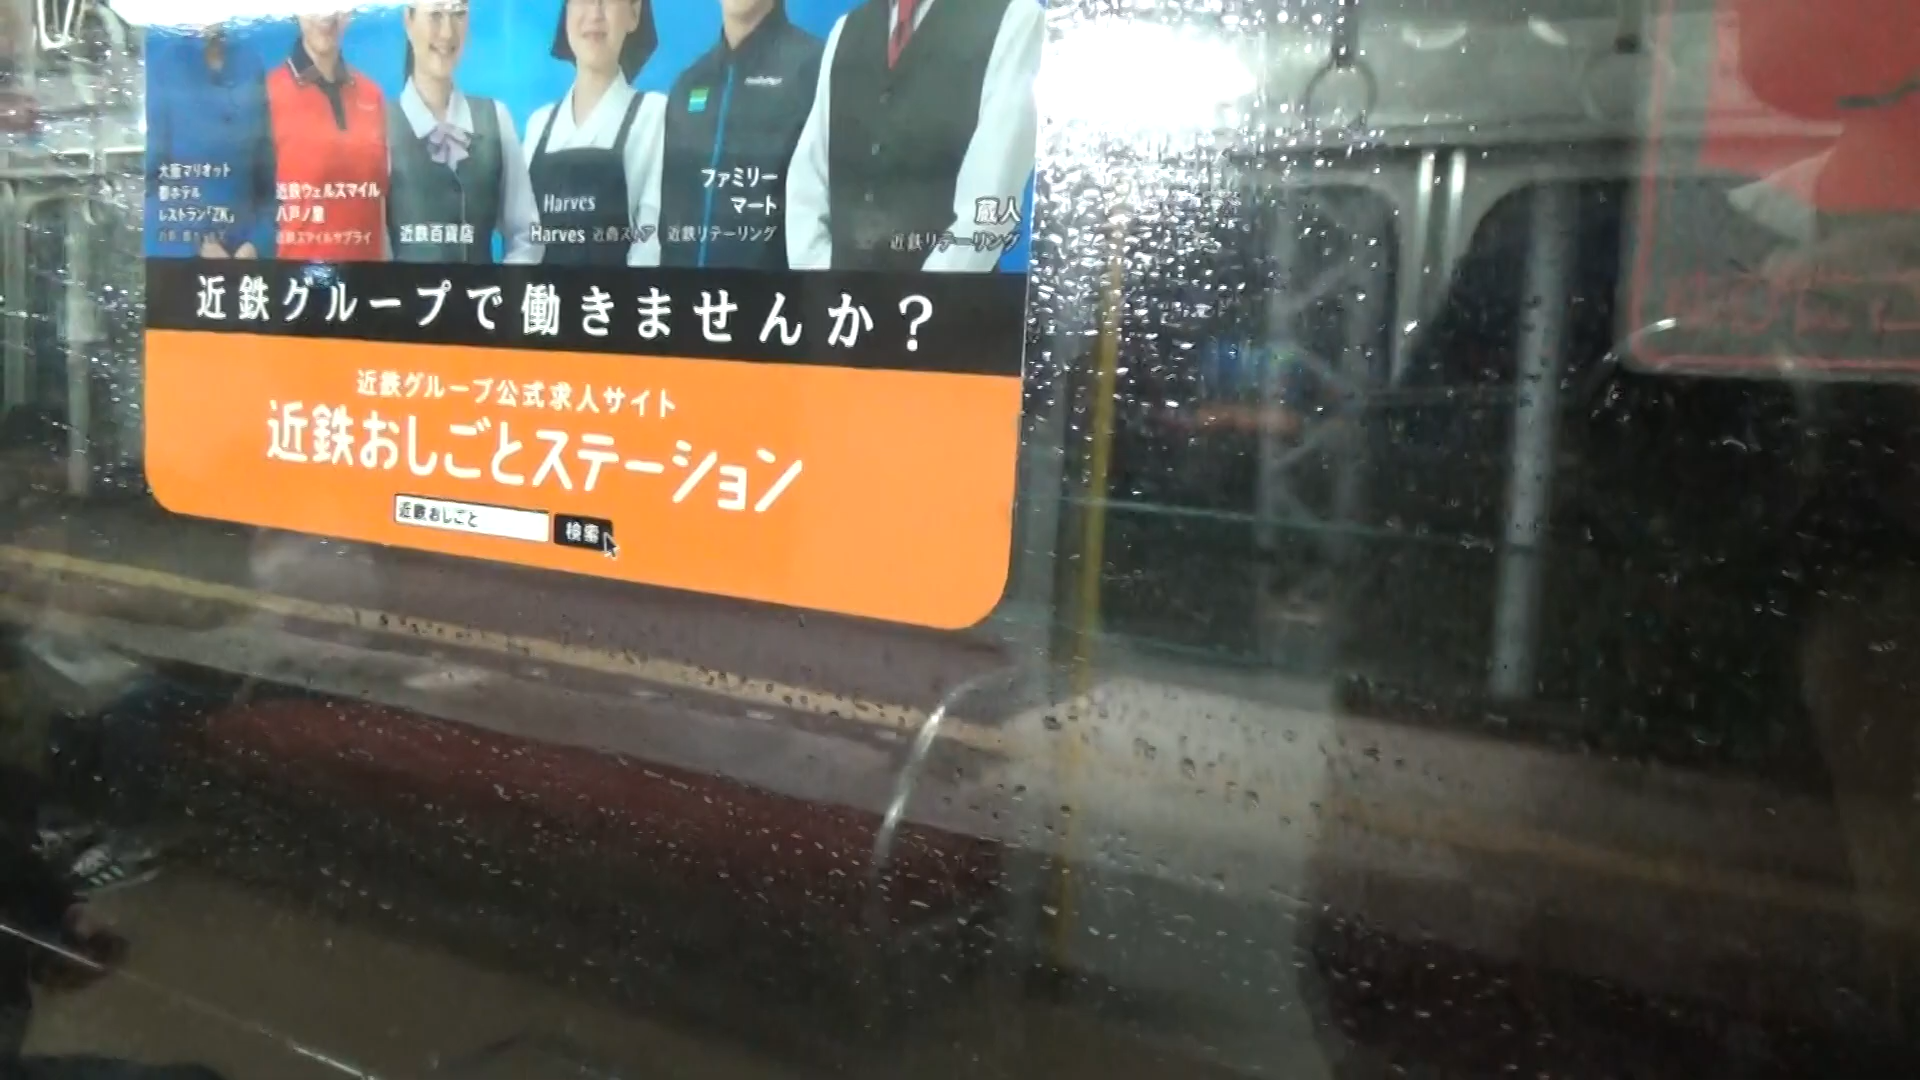 大阪マリオット
都ホテル
レストラン「ZK」
近鉄ウェルスマイル
八戸ノ里
近鉄スマイルサプライ
近鉄百貨店
Harves
Harves 近商ストア
FamilyMart
ファミリー
マート
近鉄リテーリング
蔵人
近鉄リテーリング
近鉄グループで働きませんか？
近鉄グループ公式求人サイト
近鉄おしごとステーション
近鉄おしごと
検索